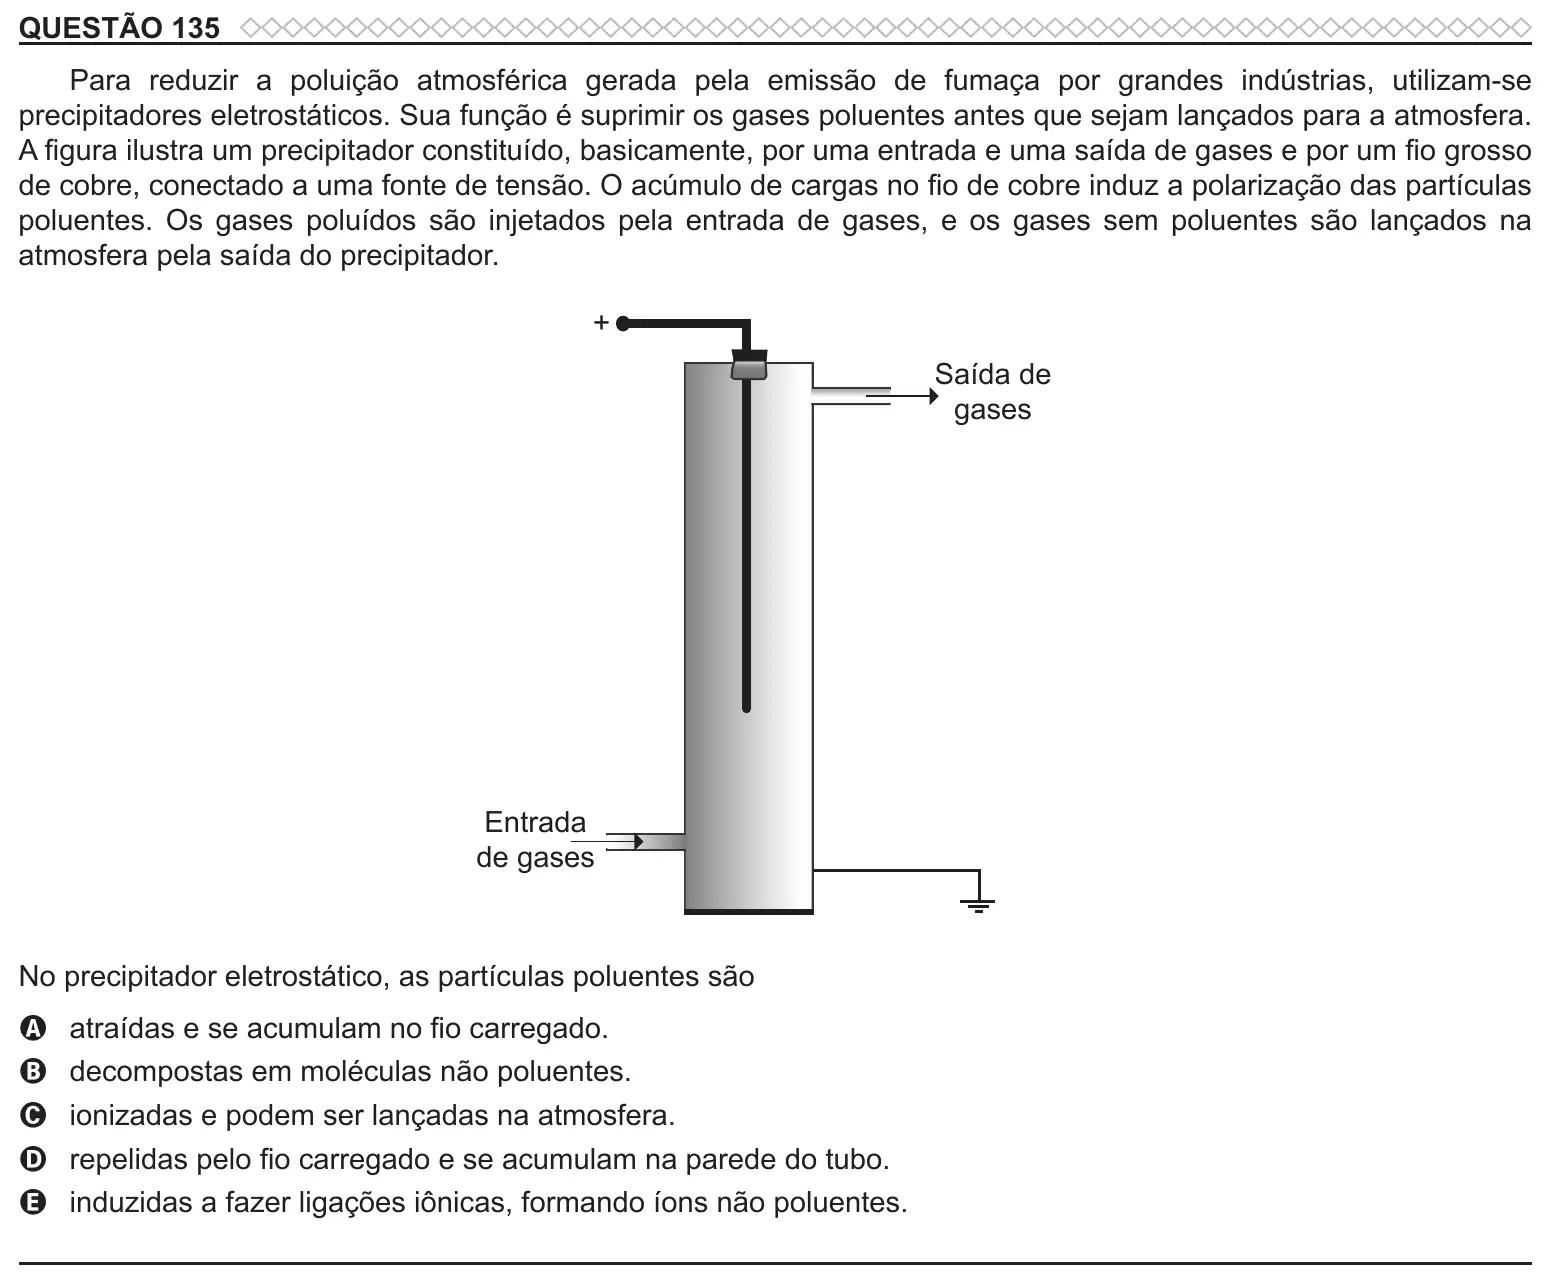 QUESTÃO 135
Para reduzir a poluição atmosférica gerada pela emissão de fumaça por grandes indústrias, utilizam-se
precipitadores eletrostáticos. Sua função é suprimir os gases poluentes antes que sejam lançados para a atmosfera.
A figura ilustra um precipitador constituído, basicamente, por uma entrada e uma saída de gases e por um fio grosso
de cobre, conectado a uma fonte de tensão. O acúmulo de cargas no fio de cobre induz a polarização das partículas
poluentes. Os gases poluídos são injetados pela entrada de gases, e os gases sem poluentes são lançados na
atmosfera pela saída do precipitador.
+
Saída de
gases
Entrada
de gases
No precipitador eletrostático, as partículas poluentes são
A atraídas e se acumulam no fio carregado.
B decompostas em moléculas não poluentes.
C ionizadas e podem ser lançadas na atmosfera.
D repelidas pelo fio carregado e se acumulam na parede do tubo.
E induzidas a fazer ligações iônicas, formando íons não poluentes.